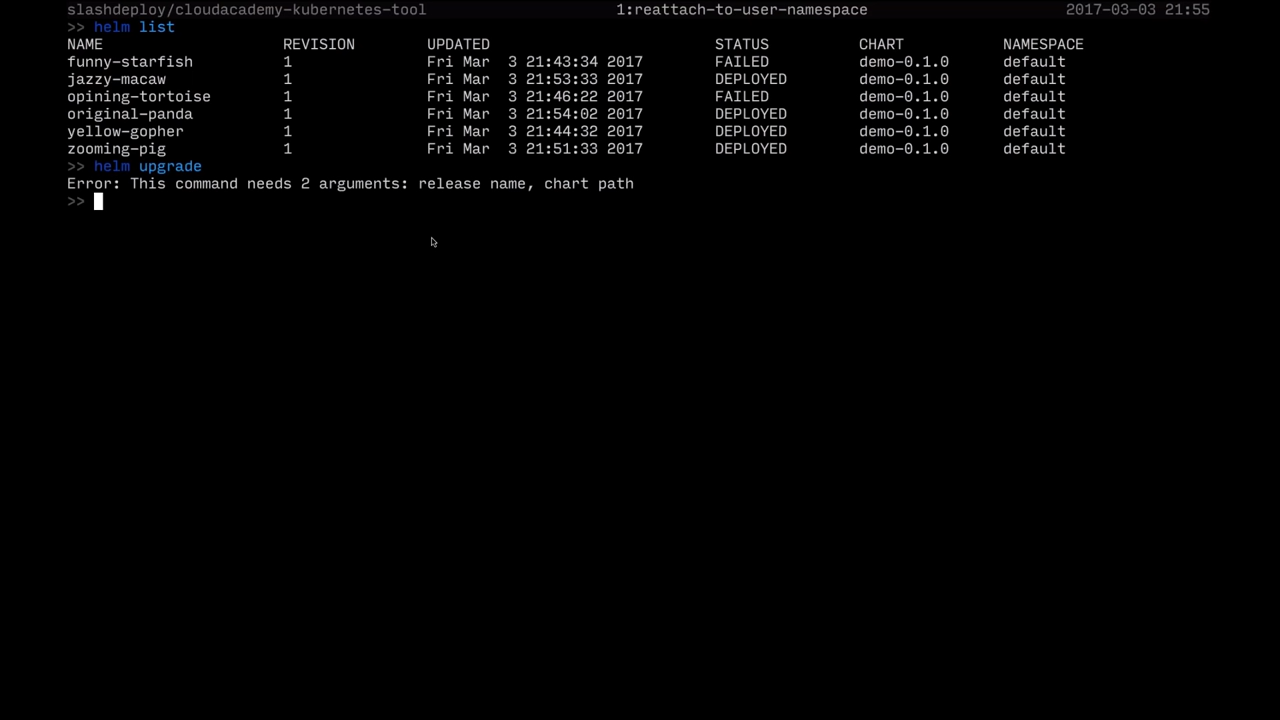 slashdeploy/cloudacademy-kubernetes-tool 1:reattach-to-user-namespace 2017-03-03 21:55
>> helm list
NAME REVISION UPDATED STATUS CHART NAMESPACE
funny-starfish 1 Fri Mar 3 21:43:34 2017 FAILED demo-0.1.0 default
jazzy-macaw 1 Fri Mar 3 21:53:33 2017 DEPLOYED demo-0.1.0 default
opining-tortoise 1 Fri Mar 3 21:46:22 2017 FAILED demo-0.1.0 default
original-panda 1 Fri Mar 3 21:54:02 2017 DEPLOYED demo-0.1.0 default
yellow-gopher 1 Fri Mar 3 21:44:32 2017 DEPLOYED demo-0.1.0 default
zooming-pig 1 Fri Mar 3 21:51:33 2017 DEPLOYED demo-0.1.0 default
>> helm upgrade
Error: This command needs 2 arguments: release name, chart path
>>